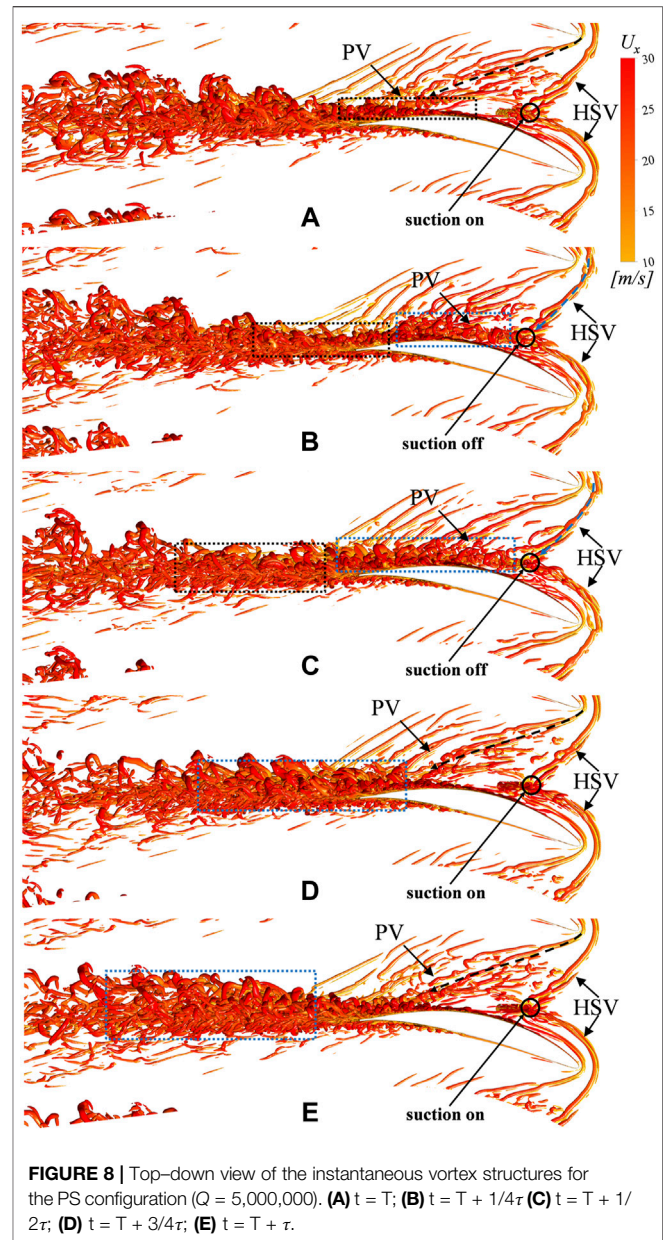 U_x
30
PV
HSV
25
20
suction on
15
A
10
PV
[m/s]
HSV
B
suction off
PV
HSV
C
suction off
PV
HSV
D
suction on
PV
HSV
E
suction on
FIGURE 8 | Top–down view of the instantaneous vortex structures for
the PS configuration (Q = 5,000,000). (A) t = T; (B) t = T + 1/4τ (C) t = T + 1/
2τ; (D) t = T + 3/4τ; (E) t = T + τ.